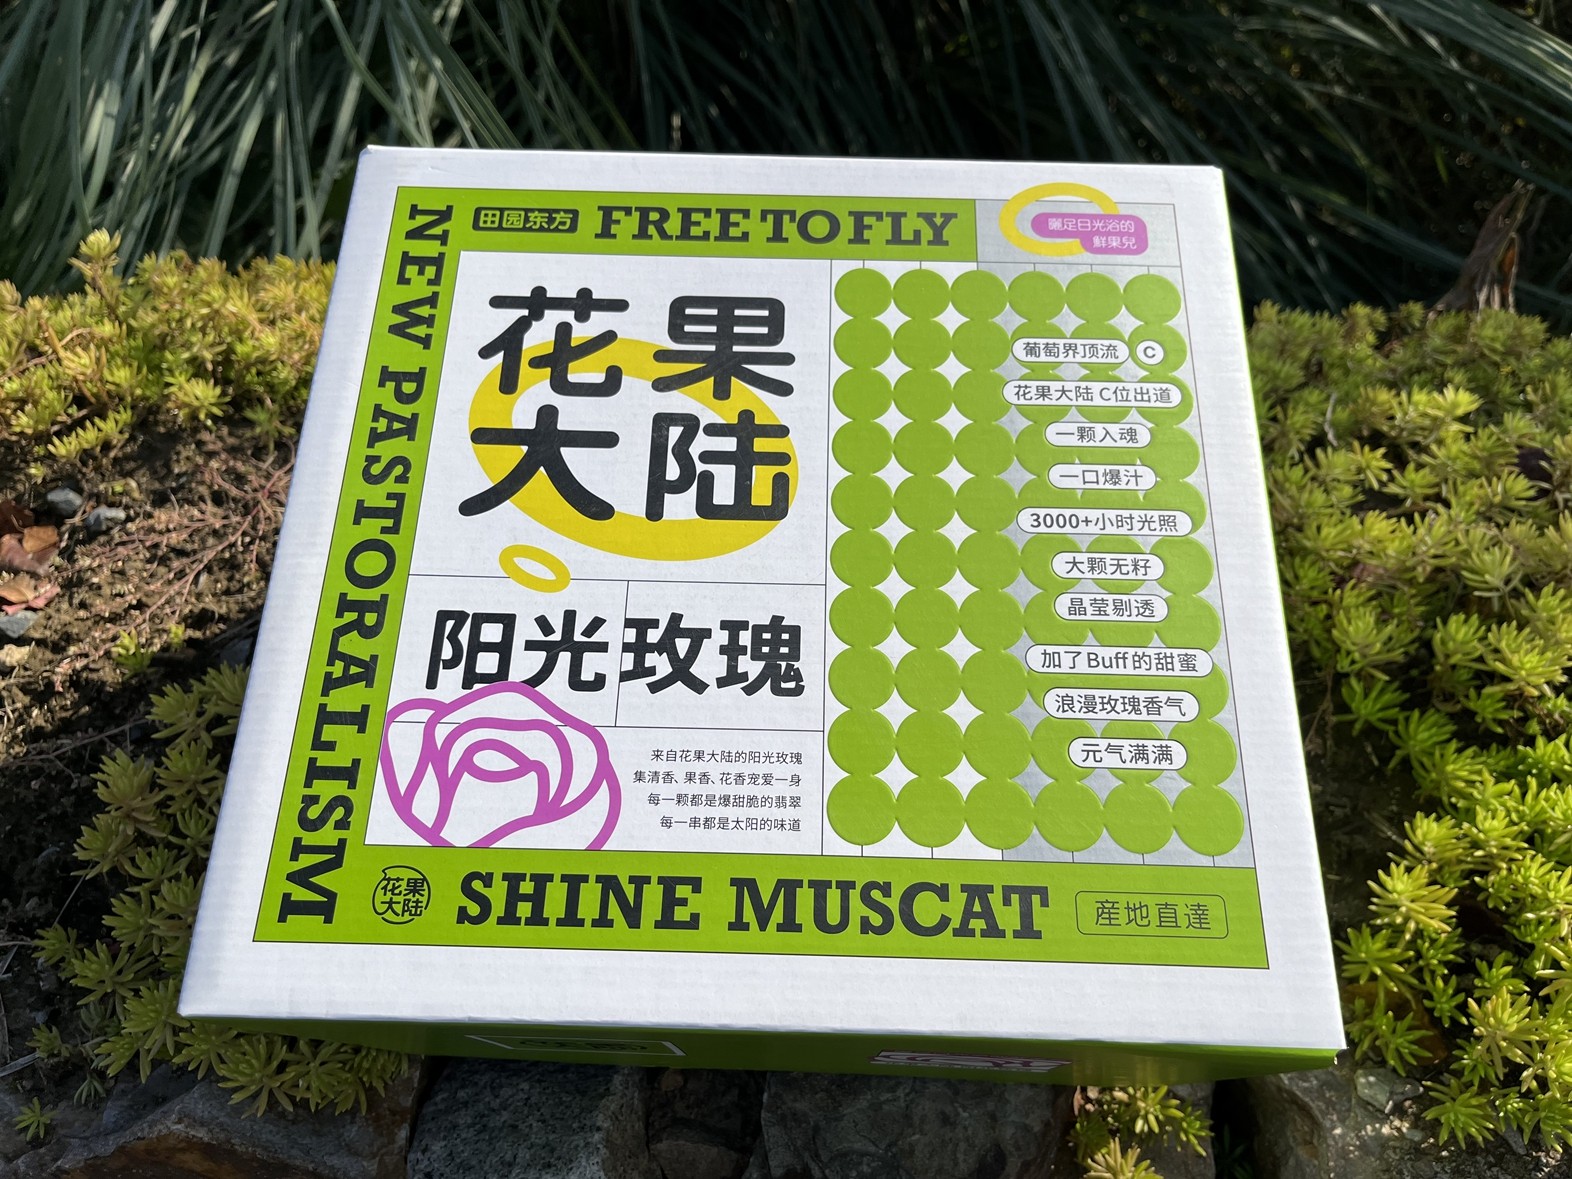 田园东方
FREE TO FLY
曬足日光浴的
鮮果兒
NEW PASTORALISM
花果
大陆
阳光玫瑰
来自花果大陆的阳光玫瑰
集清香、果香、花香宠爱一身
每一颗都是爆甜脆的翡翠
每一串都是太阳的味道
葡萄界顶流 C
花果大陆 C位出道
一颗入魂
一口爆汁
3000+小时光照
大颗无籽
晶莹剔透
加了Buff的甜蜜
浪漫玫瑰香气
元气满满
花果
大陆
SHINE MUSCAT
産地直達